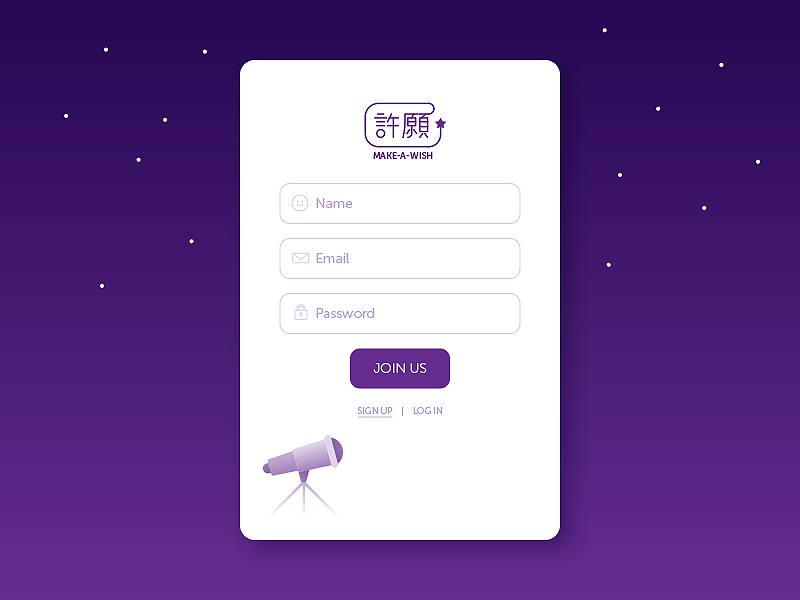 許願
MAKE-A-WISH
Name
Email
Password
JOIN US
SIGN UP | LOG IN